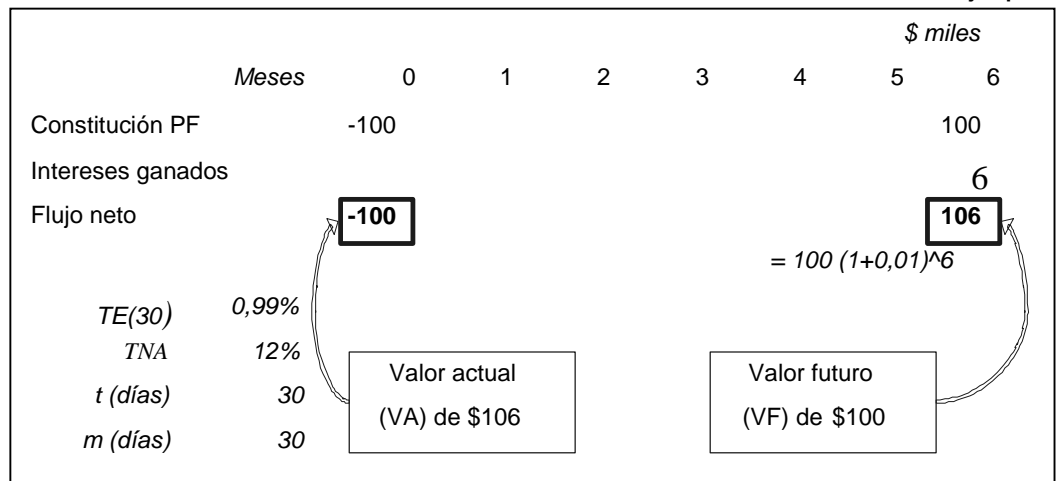 $ miles
Meses 0 1 2 3 4 5 6
Constitución PF -100 100
Intereses ganados 6
Flujo neto -100 106
= 100 (1+0,01)^6
TE(30) 0,99%
TNA 12%
t (días) 30
m (días) 30
Valor actual
(VA) de $106
Valor futuro
(VF) de $100